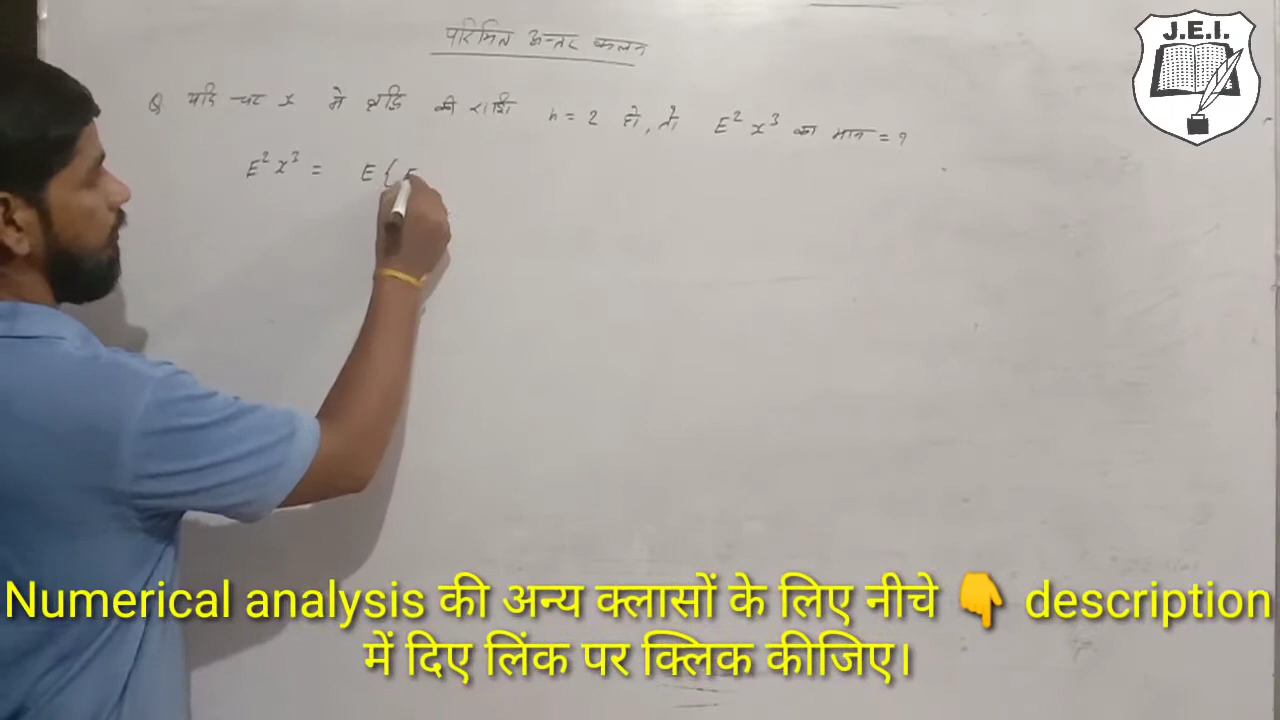 J.E.I.
परिमित अन्तर कलन
Q यदि चर x में वृद्धि की राशि h = 2 हो, तो E² x³ का मान = ?
E² x³ = E { E
Numerical analysis की अन्य क्लासों के लिए नीचे 👇 description
में दिए लिंक पर क्लिक कीजिए।